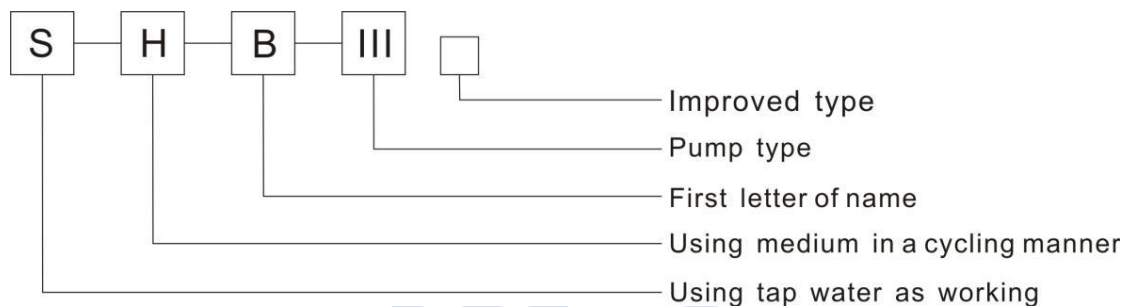 S H B III
Improved type
Pump type
First letter of name
Using medium in a cycling manner
Using tap water as working